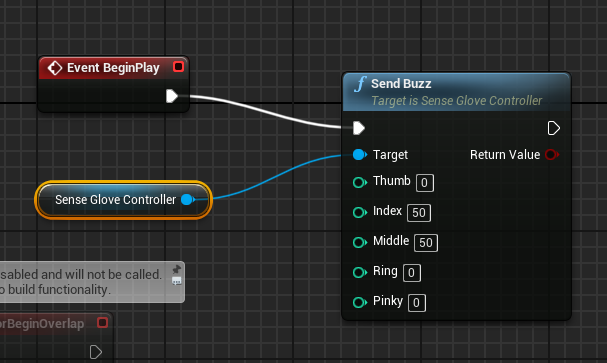 Event BeginPlay
Send Buzz
Target is Sense Glove Controller
Target
Return Value
Sense Glove Controller
Thumb 0
Index 50
Middle 50
Ring 0
Pinky 0
sabled and will not be called.
o build functionality.
orBeginOverlap